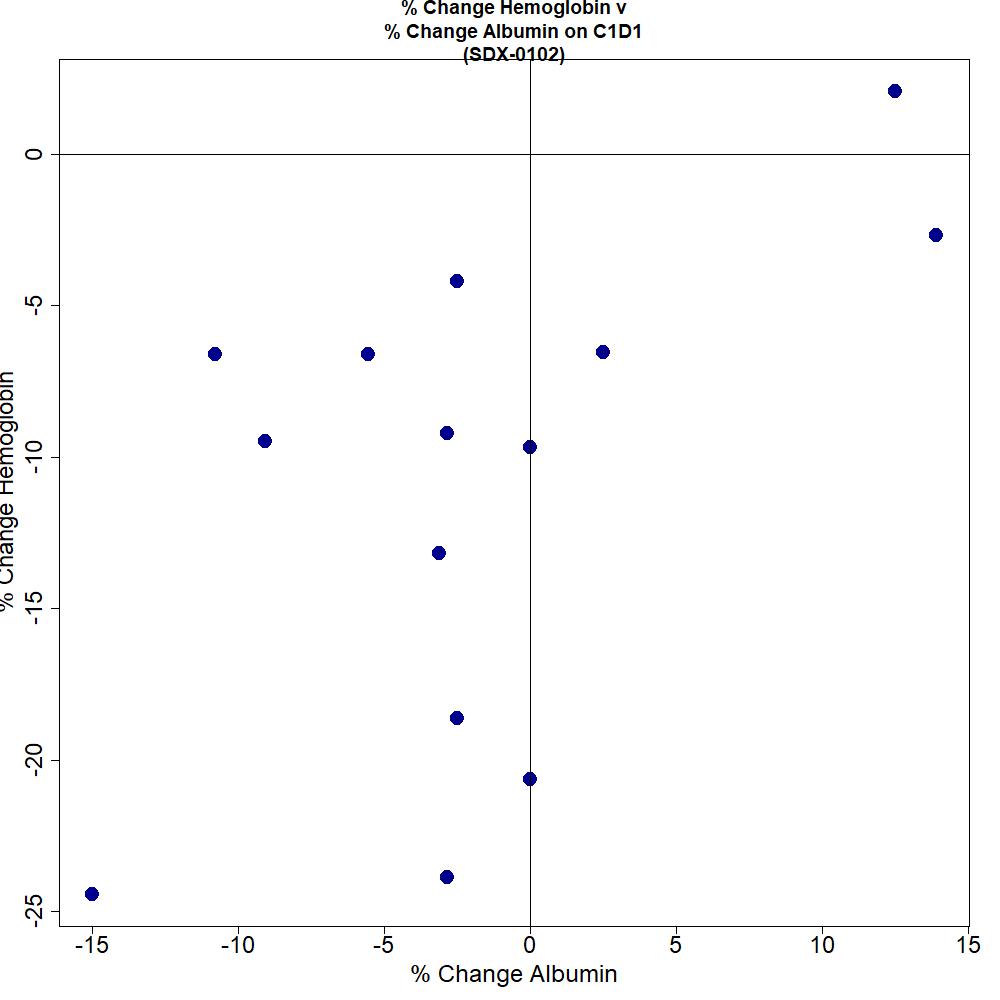 % Change Hemoglobin v
% Change Albumin on C1D1
(SDX-0102)
% Change Hemoglobin
0
-5
-10
-15
-20
-25
-15
-10
-5
0
5
10
15
% Change Albumin